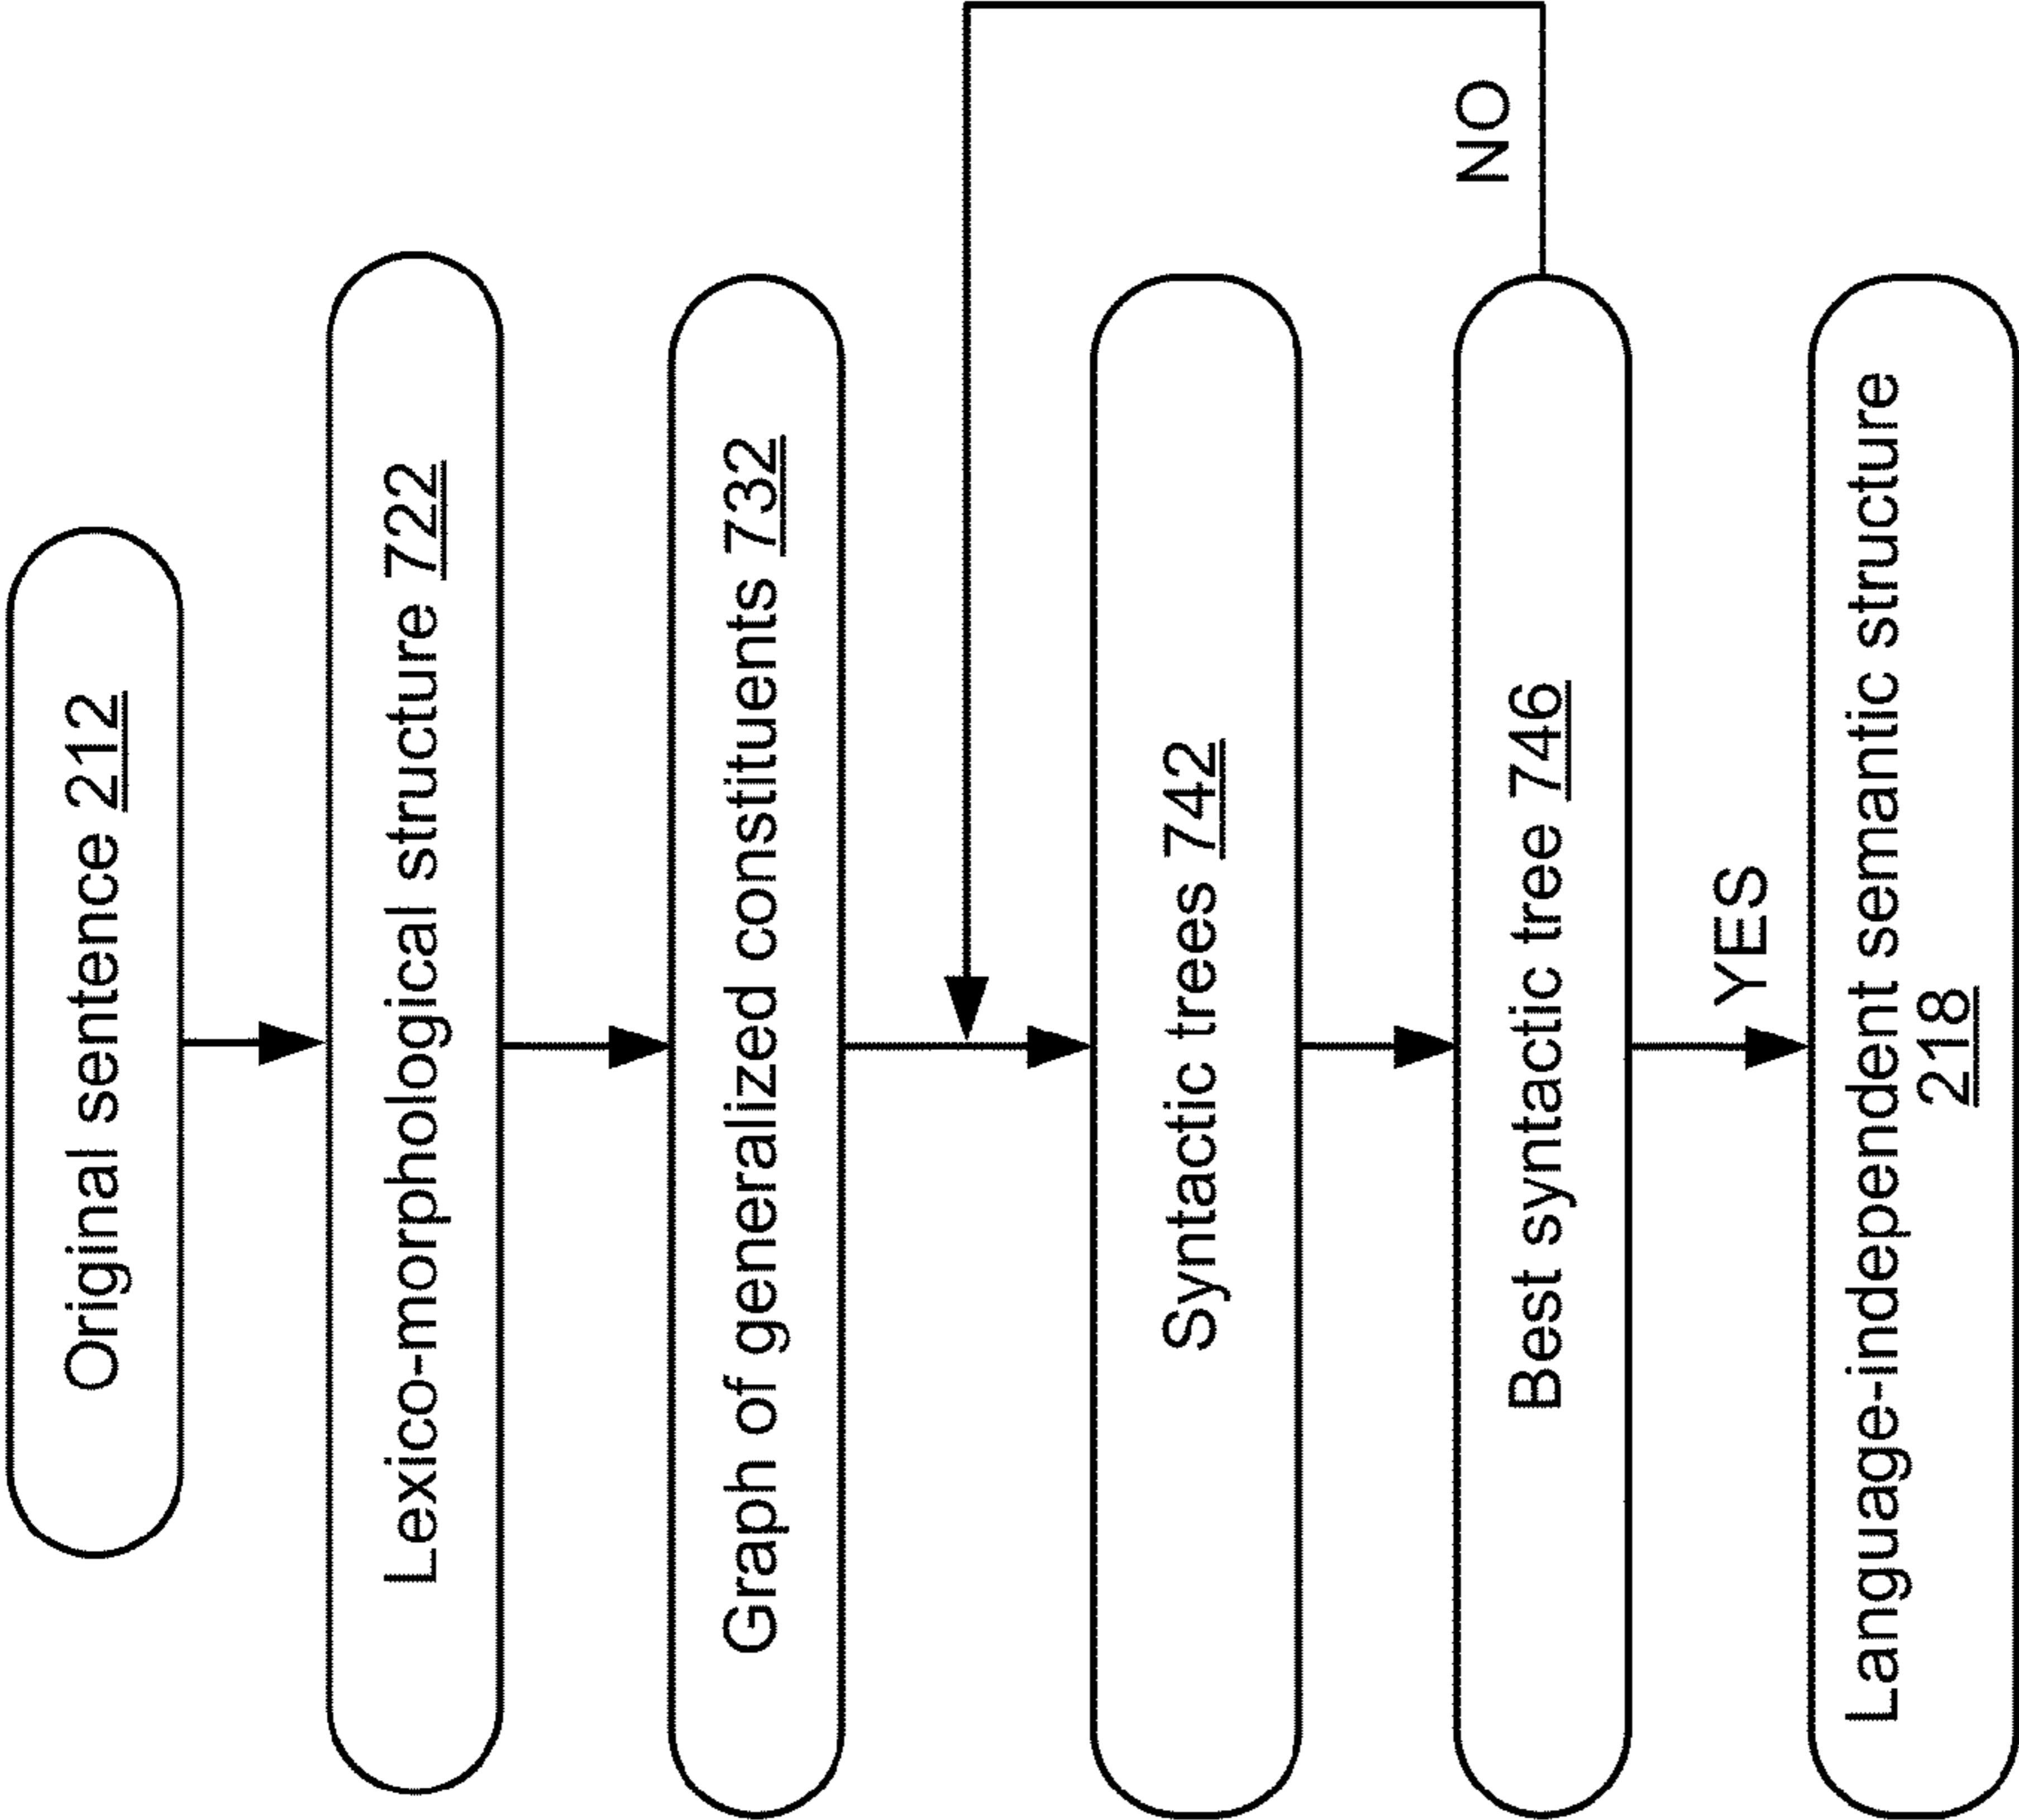 Original sentence 212
Lexico-morphological structure 722
Graph of generalized constituents 732
Syntactic trees 742
Best syntactic tree 746
NO
YES
Language-independent semantic structure
218